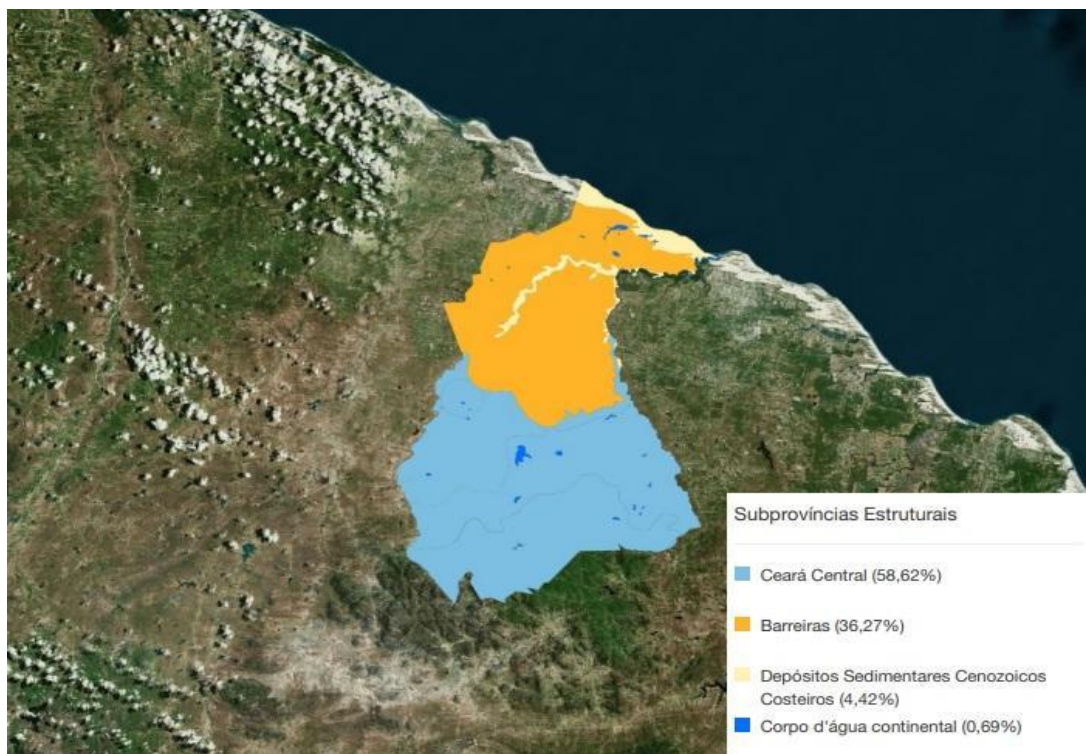 Subprovíncias Estruturais
Ceará Central (58,62%)
Barreiras (36,27%)
Depósitos Sedimentares Cenozoicos
Costeiros (4,42%)
Corpo d'água continental (0,69%)